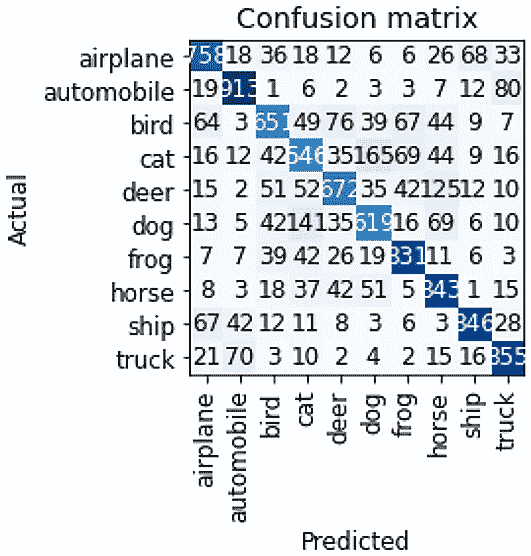 Confusion matrix
airplane 758 18 36 18 12 6 6 26 68 33
automobile 19 913 1 6 2 3 3 7 12 80
bird 64 3 651 49 76 39 67 44 9 7
cat 16 12 42 546 35 165 69 44 9 16
deer 15 2 51 52 672 35 42 125 12 10
dog 13 5 42 141 35 619 16 69 6 10
frog 7 7 39 42 26 19 831 11 6 3
horse 8 3 18 37 42 51 5 843 1 15
ship 67 42 12 11 8 3 6 3 846 28
truck 21 70 3 10 2 4 2 15 16 855
Actual
airplane
automobile
bird
cat
deer
dog
frog
horse
ship
truck
Predicted